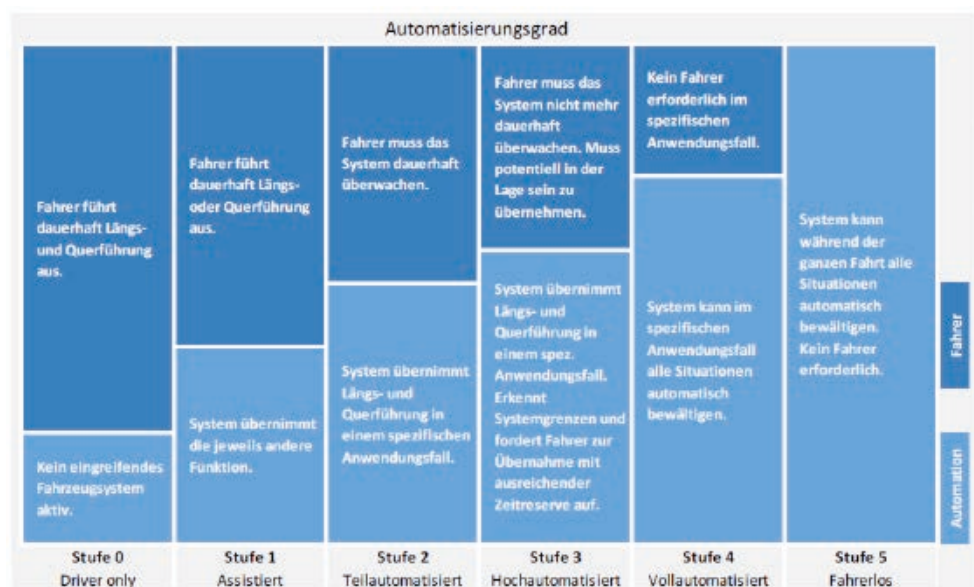 Automatisierungsgrad
Fahrer führt
dauerhaft Längs-
und Querführung
aus.
Kein eingreifendes
Fahrzeugsystem
aktiv.
Stufe 0
Driver only
Fahrer führt
dauerhaft Längs-
oder Querführung
aus.
System übernimmt
die jeweils andere
Funktion.
Stufe 1
Assistiert
Fahrer muss das
System dauerhaft
überwachen.
System übernimmt
Längs- und
Querführung in
einem spezifischen
Anwendungsfall.
Stufe 2
Teilautomatisiert
Fahrer muss das
System nicht mehr
dauerhaft
überwachen. Muss
potentiell in der
Lage sein zu
übernehmen.
System übernimmt
Längs- und
Querführung in
einem spez.
Anwendungsfall.
Erkennt
Systemgrenzen und
fordert Fahrer zur
Übernahme mit
ausreichender
Zeitreserve auf.
Stufe 3
Hochautomatisiert
Kein Fahrer
erforderlich im
spezifischen
Anwendungsfall.
System kann im
spezifischen
Anwendungsfall
alle Situationen
automatisch
bewältigen.
Stufe 4
Vollautomatisiert
System kann
während der
ganzen Fahrt alle
Situationen
automatisch
bewältigen.
Kein Fahrer
erforderlich.
Stufe 5
Fahrerlos
Fahrer
Automation